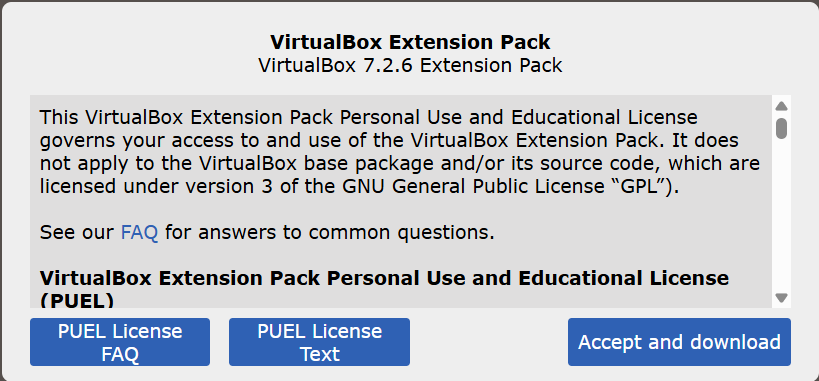 VirtualBox Extension Pack
VirtualBox 7.2.6 Extension Pack
This VirtualBox Extension Pack Personal Use and Educational License
governs your access to and use of the VirtualBox Extension Pack. It does
not apply to the VirtualBox base package and/or its source code, which are
licensed under version 3 of the GNU General Public License “GPL”).
See our FAQ for answers to common questions.
VirtualBox Extension Pack Personal Use and Educational License
(PUEL)
PUEL License
FAQ
PUEL License
Text
Accept and download